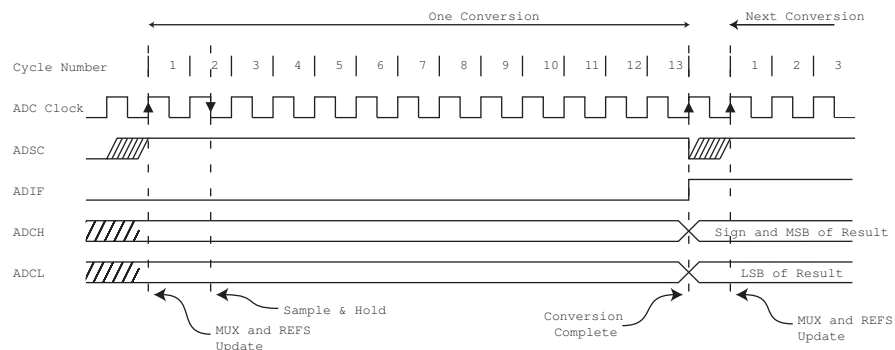 One Conversion
Next Conversion
Cycle Number
1 2 3 4 5 6 7 8 9 10 11 12 13 1 2 3
ADC Clock
ADSC
ADIF
ADCH
Sign and MSB of Result
ADCL
LSB of Result
Sample & Hold
MUX and REFS
Update
Conversion
Complete
MUX and REFS
Update